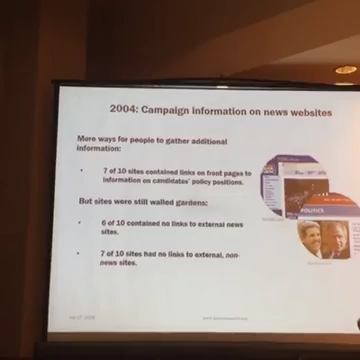 2004: Campaign information on news websites
More ways for people to gather additional
information:
• 7 of 10 sites contained links on front pages to
information on candidates' policy positions.
But sites were still walled gardens:
• 6 of 10 contained no links to external news
sites.
• 7 of 10 sites had no links to external, non-
news sites.
POLITICS